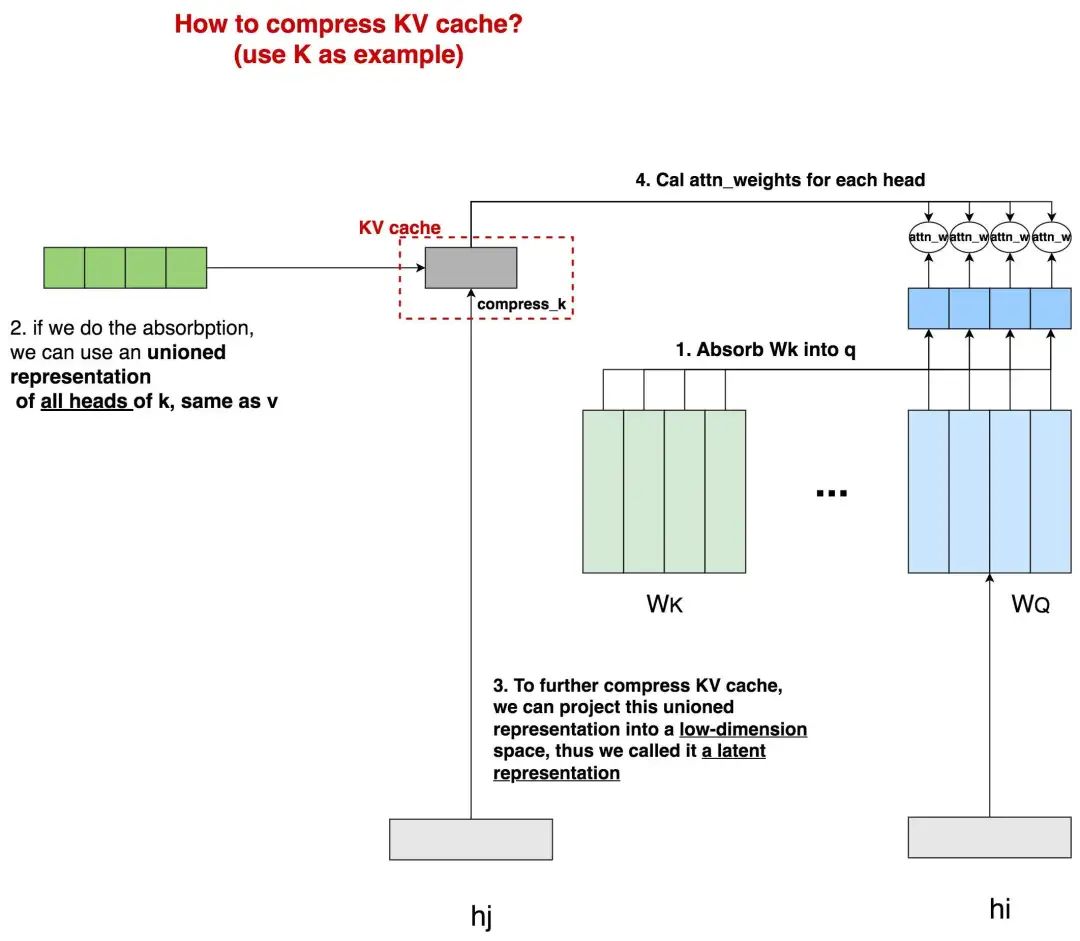 How to compress KV cache?
(use K as example)
4. Cal attn_weights for each head
KV cache
attn_w attn_w attn_w attn_w
compress_k
2. if we do the absorbption,
we can use an unioned
representation
of all heads of k, same as v
1. Absorb Wk into q
...
WK
WQ
3. To further compress KV cache,
we can project this unioned
representation into a low-dimension
space, thus we called it a latent
representation
hj
hi